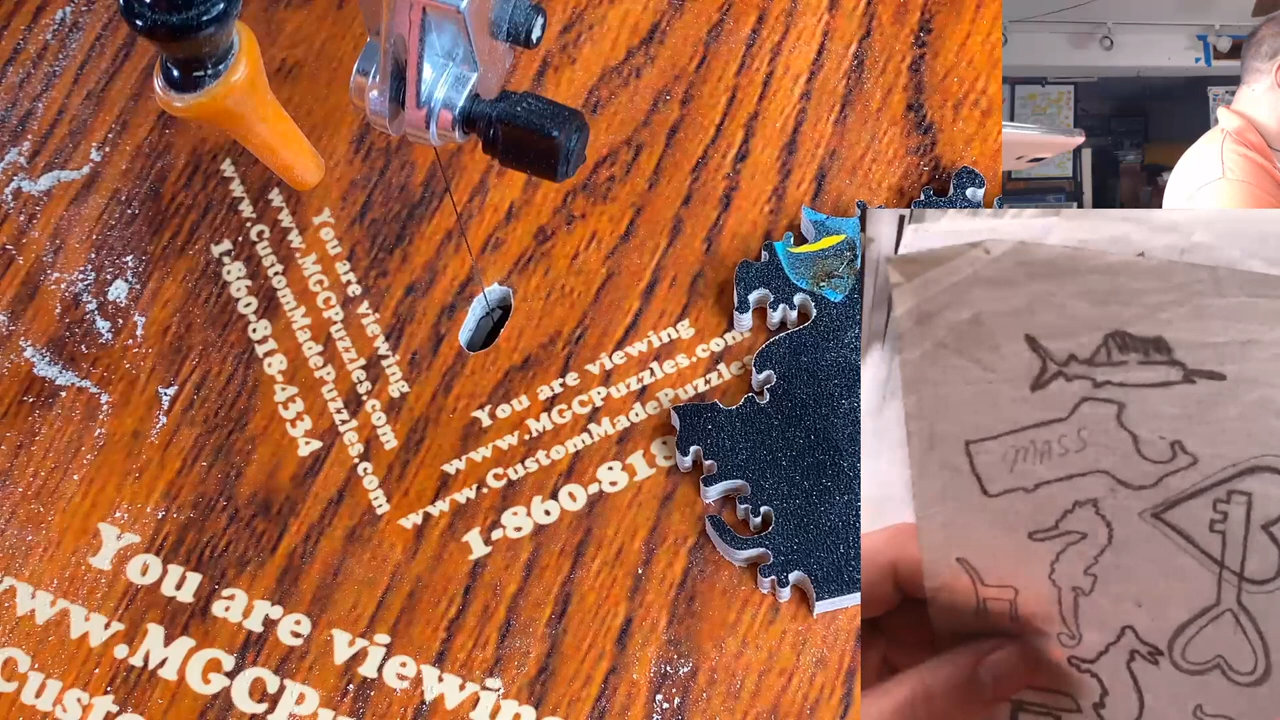 You are viewing
www.MGCPuzzles.com
www.CustomMadePuzzles.com
1-860-818-4334
You are viewing
www.MGCPuzzles.com
www.CustomMadePuzzles
1-860-818
You are viewing
www.MGCPu
Custo
MASS